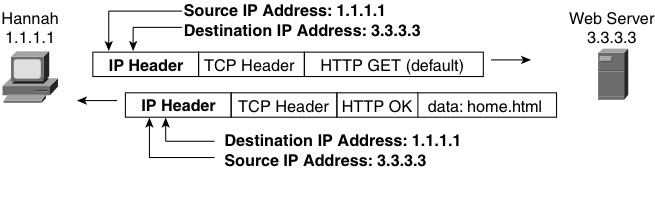 Hannah
1.1.1.1
Source IP Address: 1.1.1.1
Destination IP Address: 3.3.3.3
Web Server
3.3.3.3
IP Header
TCP Header
HTTP GET (default)
IP Header
TCP Header
HTTP OK
data: home.html
Destination IP Address: 1.1.1.1
Source IP Address: 3.3.3.3